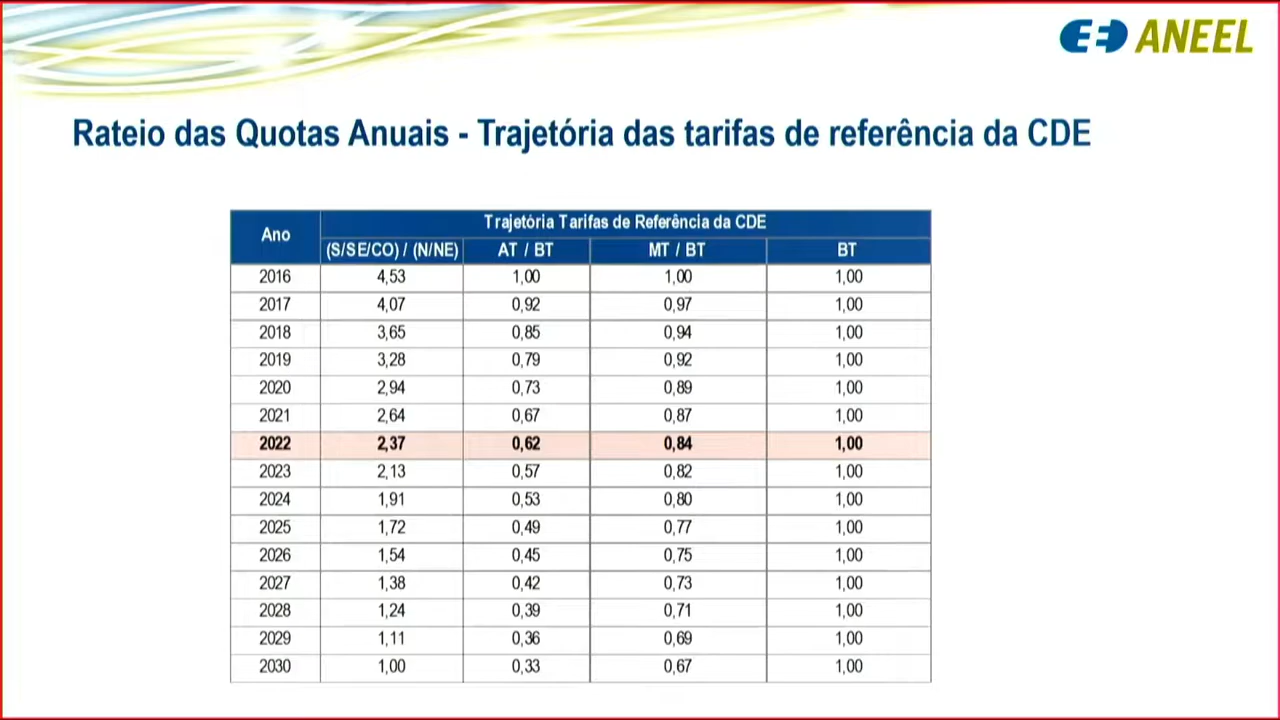 ANEEL
Rateio das Quotas Anuais - Trajetória das tarifas de referência da CDE
Ano Trajetória Tarifas de Referência da CDE
(S/SE/CO) / (N/NE) AT / BT MT / BT BT
2016 4,53 1,00 1,00 1,00
2017 4,07 0,92 0,97 1,00
2018 3,65 0,85 0,94 1,00
2019 3,28 0,79 0,92 1,00
2020 2,94 0,73 0,89 1,00
2021 2,64 0,67 0,87 1,00
2022 2,37 0,62 0,84 1,00
2023 2,13 0,57 0,82 1,00
2024 1,91 0,53 0,80 1,00
2025 1,72 0,49 0,77 1,00
2026 1,54 0,45 0,75 1,00
2027 1,38 0,42 0,73 1,00
2028 1,24 0,39 0,71 1,00
2029 1,11 0,36 0,69 1,00
2030 1,00 0,33 0,67 1,00